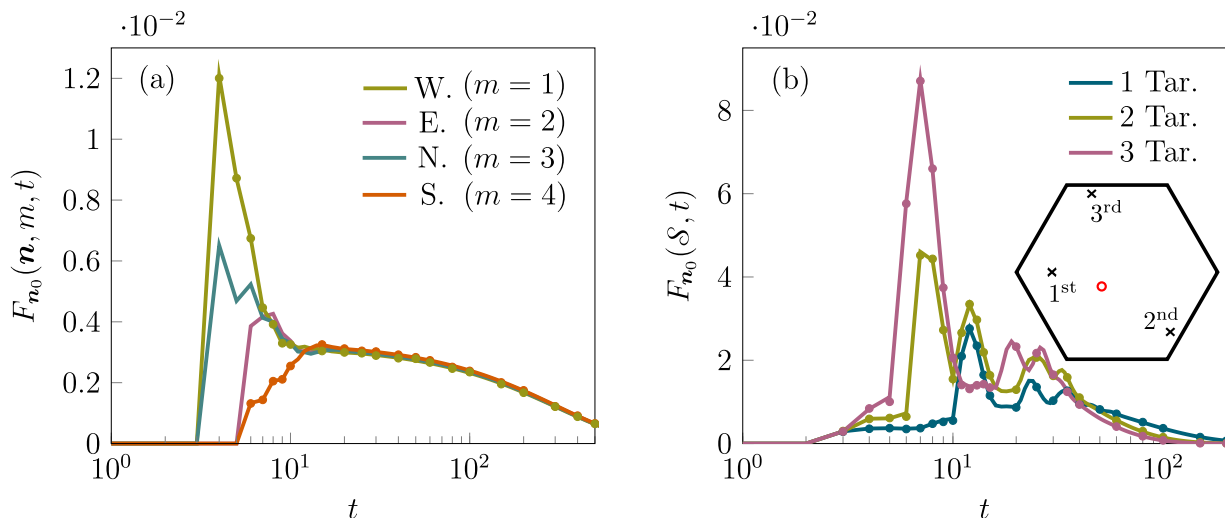 ·10⁻²
(a)
W. (m = 1)
E. (m = 2)
N. (m = 3)
S. (m = 4)
1.2
1
0.8
0.6
0.4
0.2
0
F𝒏₀(𝒏, m, t)
10⁰
10¹
10²
t
·10⁻²
(b)
1 Tar.
2 Tar.
3 Tar.
3ʳᵈ
1ˢᵗ
2ⁿᵈ
8
6
4
2
0
F𝒏₀(𝒮, t)
10⁰
10¹
10²
t